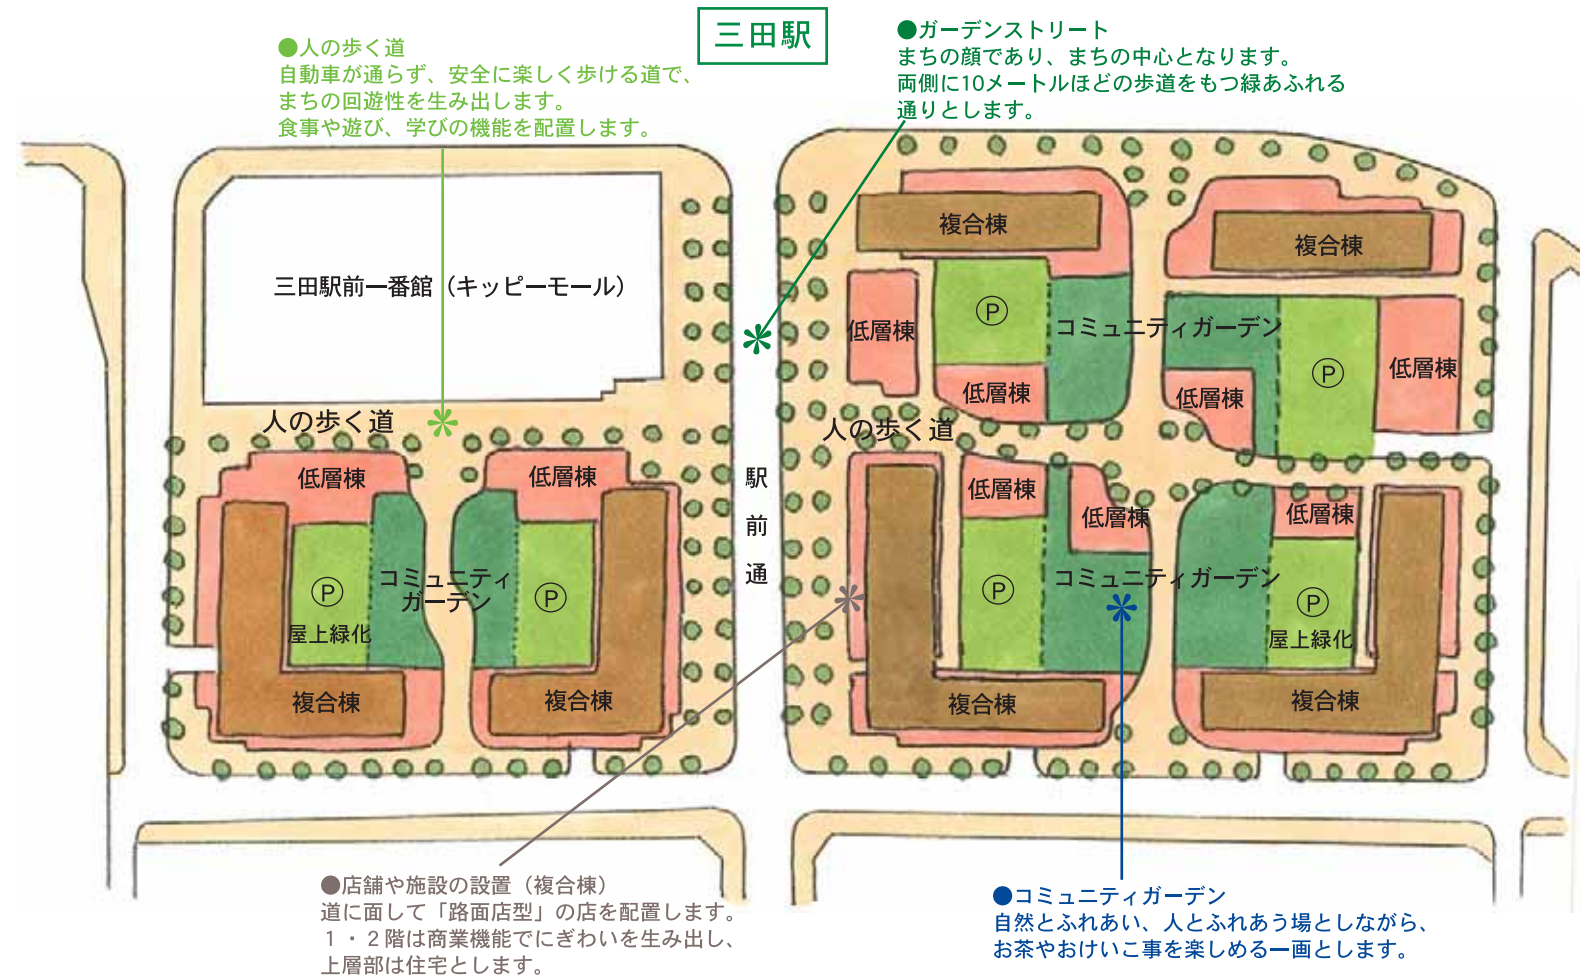 三田駅
●人の歩く道
自動車が通らず、安全に楽しく歩ける道で、
まちの回遊性を生み出します。
食事や遊び、学びの機能を配置します。
●ガーデンストリート
まちの顔であり、まちの中心となります。
両側に10メートルほどの歩道をもつ緑あふれる
通りとします。
三田駅前一番館（キッピーモール）
複合棟
複合棟
低層棟
P
コミュニティガーデン
P
低層棟
低層棟
低層棟
人の歩く道
人の歩く道
低層棟
低層棟
駅前通
低層棟
低層棟
低層棟
P
コミュニティ
ガーデン
P
屋上緑化
P
コミュニティガーデン
P
屋上緑化
複合棟
複合棟
複合棟
複合棟
●店舗や施設の設置（複合棟）
道に面して「路面店型」の店を配置します。
１・２階は商業機能でにぎわいを生み出し、
上層部は住宅とします。
●コミュニティガーデン
自然とふれあい、人とふれあう場としながら、
お茶やおけいこ事を楽しめる一画とします。